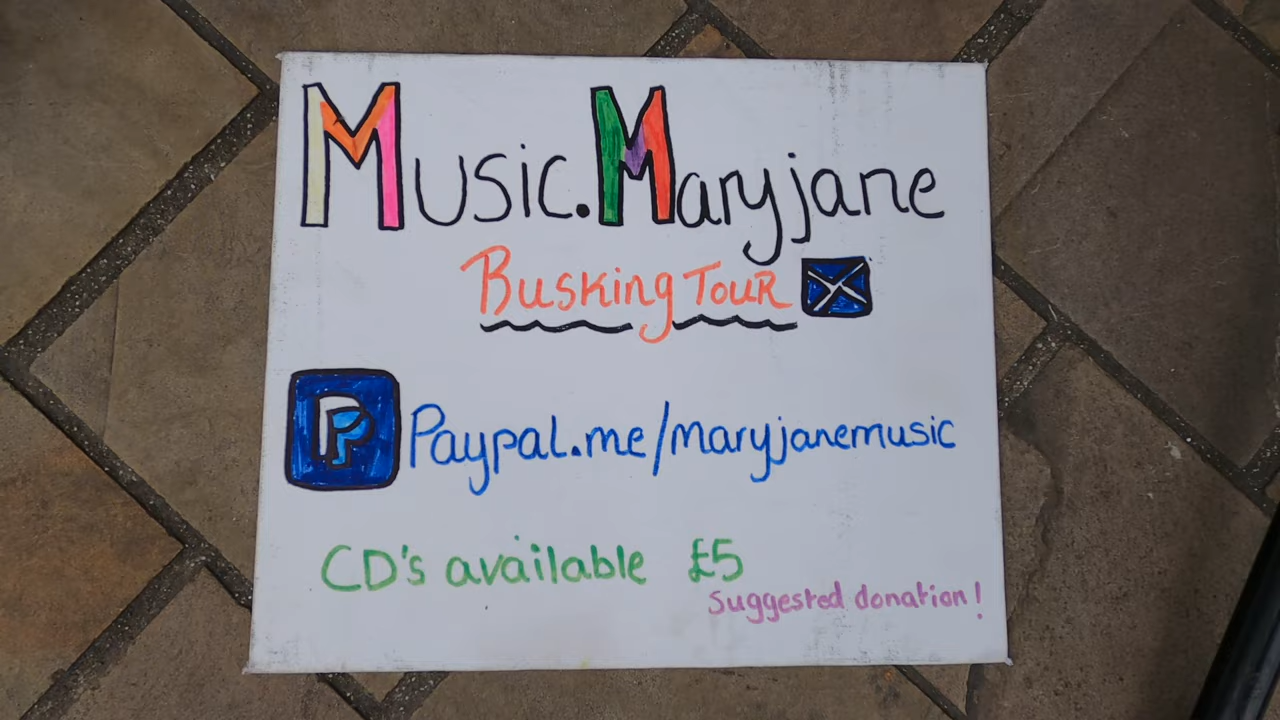 Music.Maryjane
Busking Tour
P Paypal.me/maryjanemusic
CD's available £5
Suggested donation!